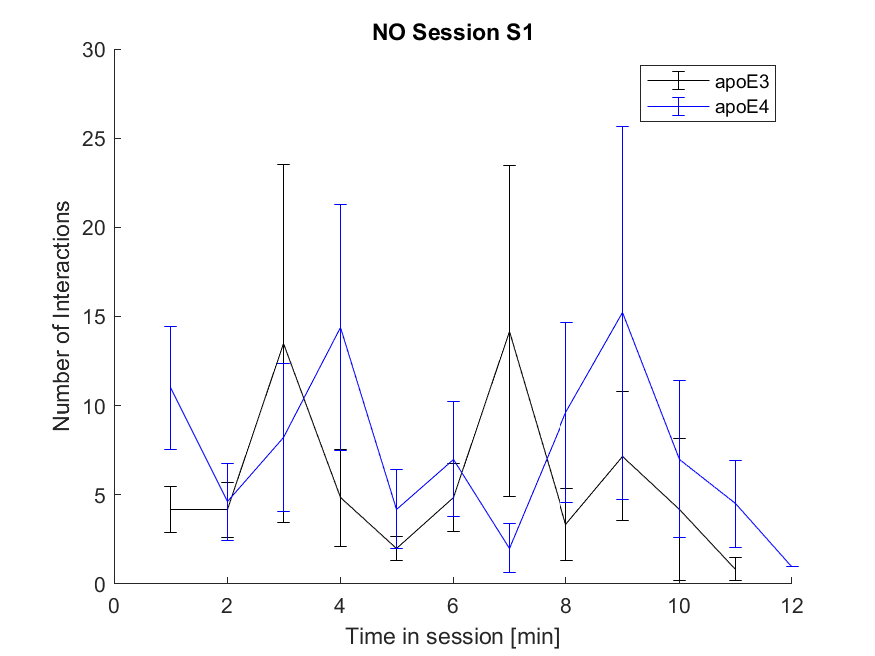 NO Session S1
apoE3
apoE4
Number of Interactions
30
25
20
15
10
5
0
0 2 4 6 8 10 12
Time in session [min]